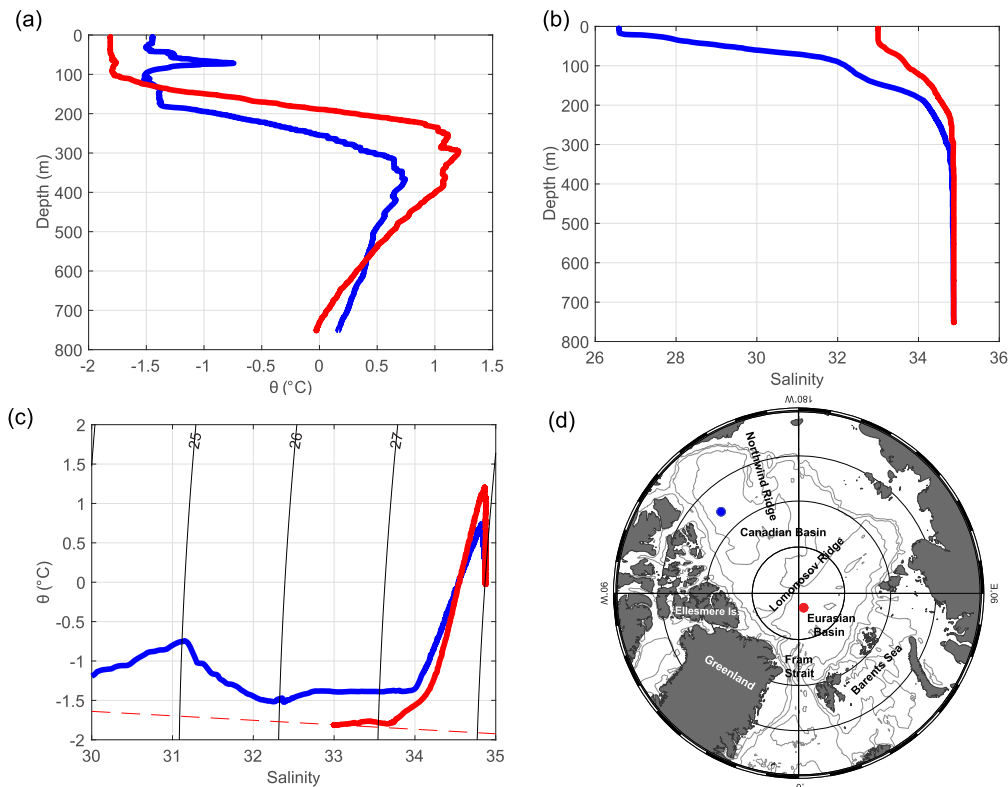 (a)
0
100
200
300
400
500
600
700
800
Depth (m)
-2
-1.5
-1
-0.5
0
0.5
1
1.5
θ (°C)
(b)
0
100
200
300
400
500
600
700
800
Depth (m)
26
28
30
32
34
36
Salinity
(c)
2
1.5
1
0.5
0
-0.5
-1
-1.5
-2
θ (° C)
25
26
27
30
31
32
33
34
35
Salinity
(d)
180°W
Northwind Ridge
Canadian Basin
Lomonosov Ridge
90°W
90°E
Ellesmere Is.
Eurasian
Basin
Fram
Strait
Barents Sea
Greenland
0°